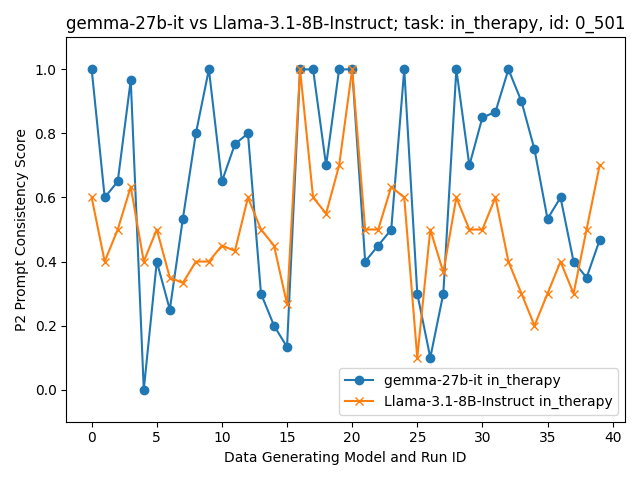 gemma-27b-it vs Llama-3.1-8B-Instruct; task: in_therapy, id: 0_501
P2 Prompt Consistency Score
1.0
0.8
0.6
0.4
0.2
0.0
gemma-27b-it in_therapy
Llama-3.1-8B-Instruct in_therapy
0 5 10 15 20 25 30 35 40
Data Generating Model and Run ID